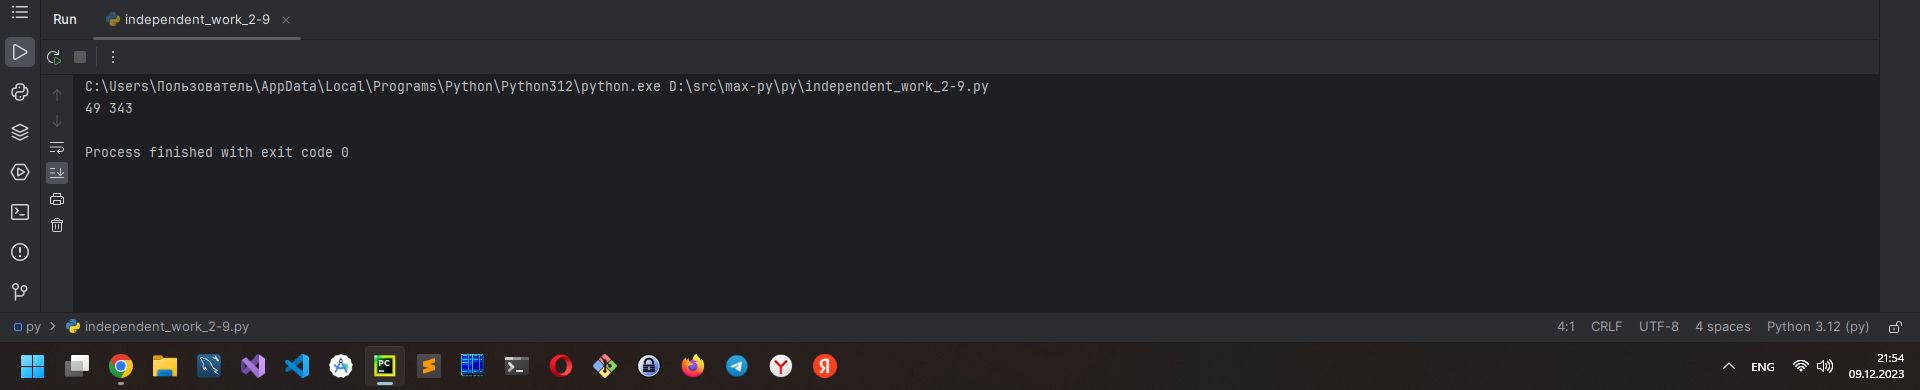 Run independent_work_2-9
C:\Users\Пользователь\AppData\Local\Programs\Python\Python312\python.exe D:\src\max-py\py\independent_work_2-9.py
49 343
Process finished with exit code 0
py > independent_work_2-9.py 4:1 CRLF UTF-8 4 spaces Python 3.12 (py)
PC ENG 21:54
09.12.2023